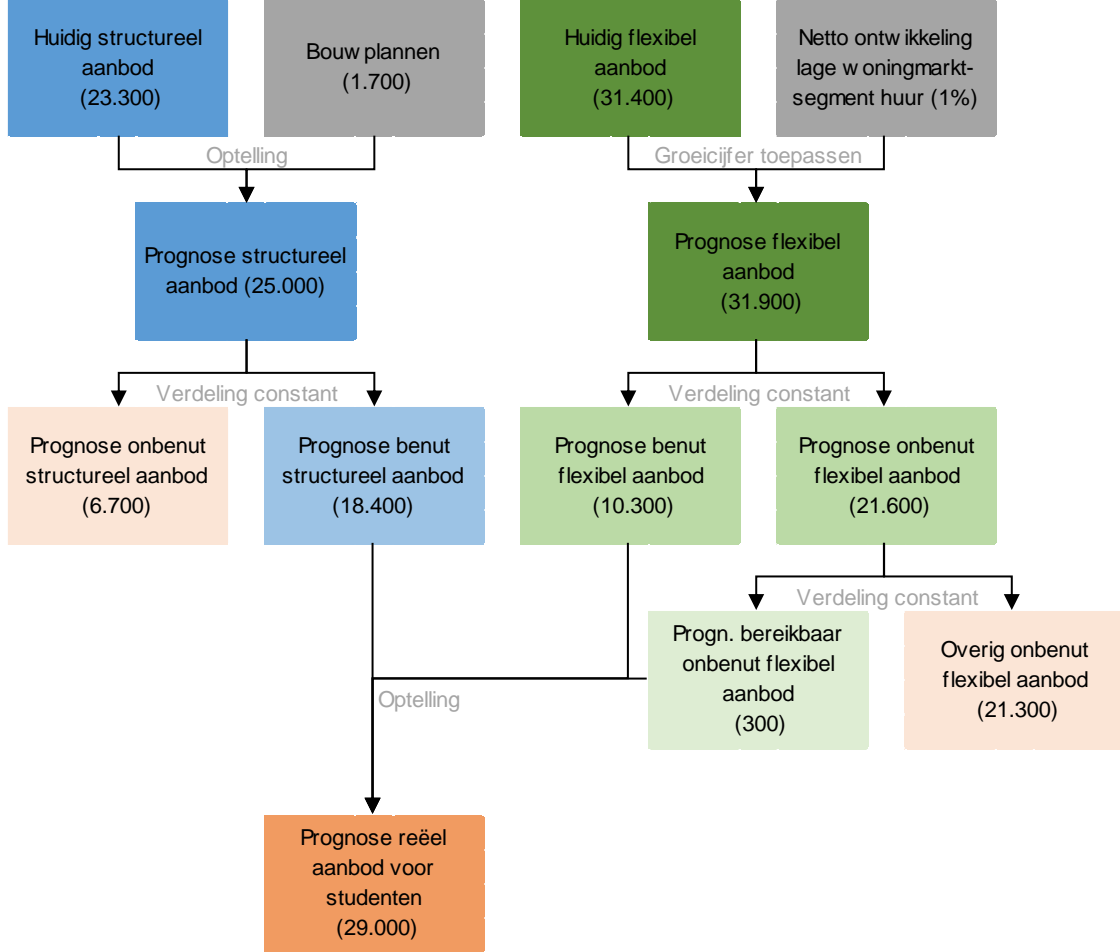 Huidig structureel
aanbod
(23.300)
Bouw plannen
(1.700)
Huidig flexibel
aanbod
(31.400)
Netto ontw ikkeling
lage w oningmarkt-
segment huur (1%)
Optelling
Groeicijfer toepassen
Prognose structureel
aanbod (25.000)
Prognose flexibel
aanbod
(31.900)
Verdeling constant
Verdeling constant
Prognose onbenut
structureel aanbod
(6.700)
Prognose benut
structureel aanbod
(18.400)
Prognose benut
flexibel aanbod
(10.300)
Prognose onbenut
flexibel aanbod
(21.600)
Verdeling constant
Progn. bereikbaar
onbenut flexibel
aanbod
(300)
Overig onbenut
flexibel aanbod
(21.300)
Optelling
Prognose reëel
aanbod voor
studenten
(29.000)